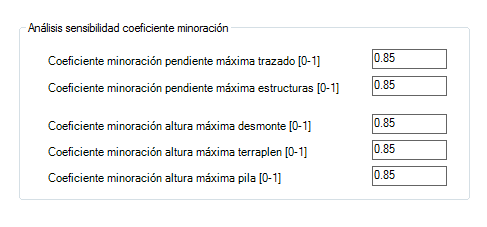 Análisis sensibilidad coeficiente minoración
Coeficiente minoración pendiente máxima trazado [0-1] 0.85
Coeficiente minoración pendiente máxima estructuras [0-1] 0.85
Coeficiente minoración altura máxima desmonte [0-1] 0.85
Coeficiente minoración altura máxima terraplen [0-1] 0.85
Coeficiente minoración altura máxima pila [0-1] 0.85